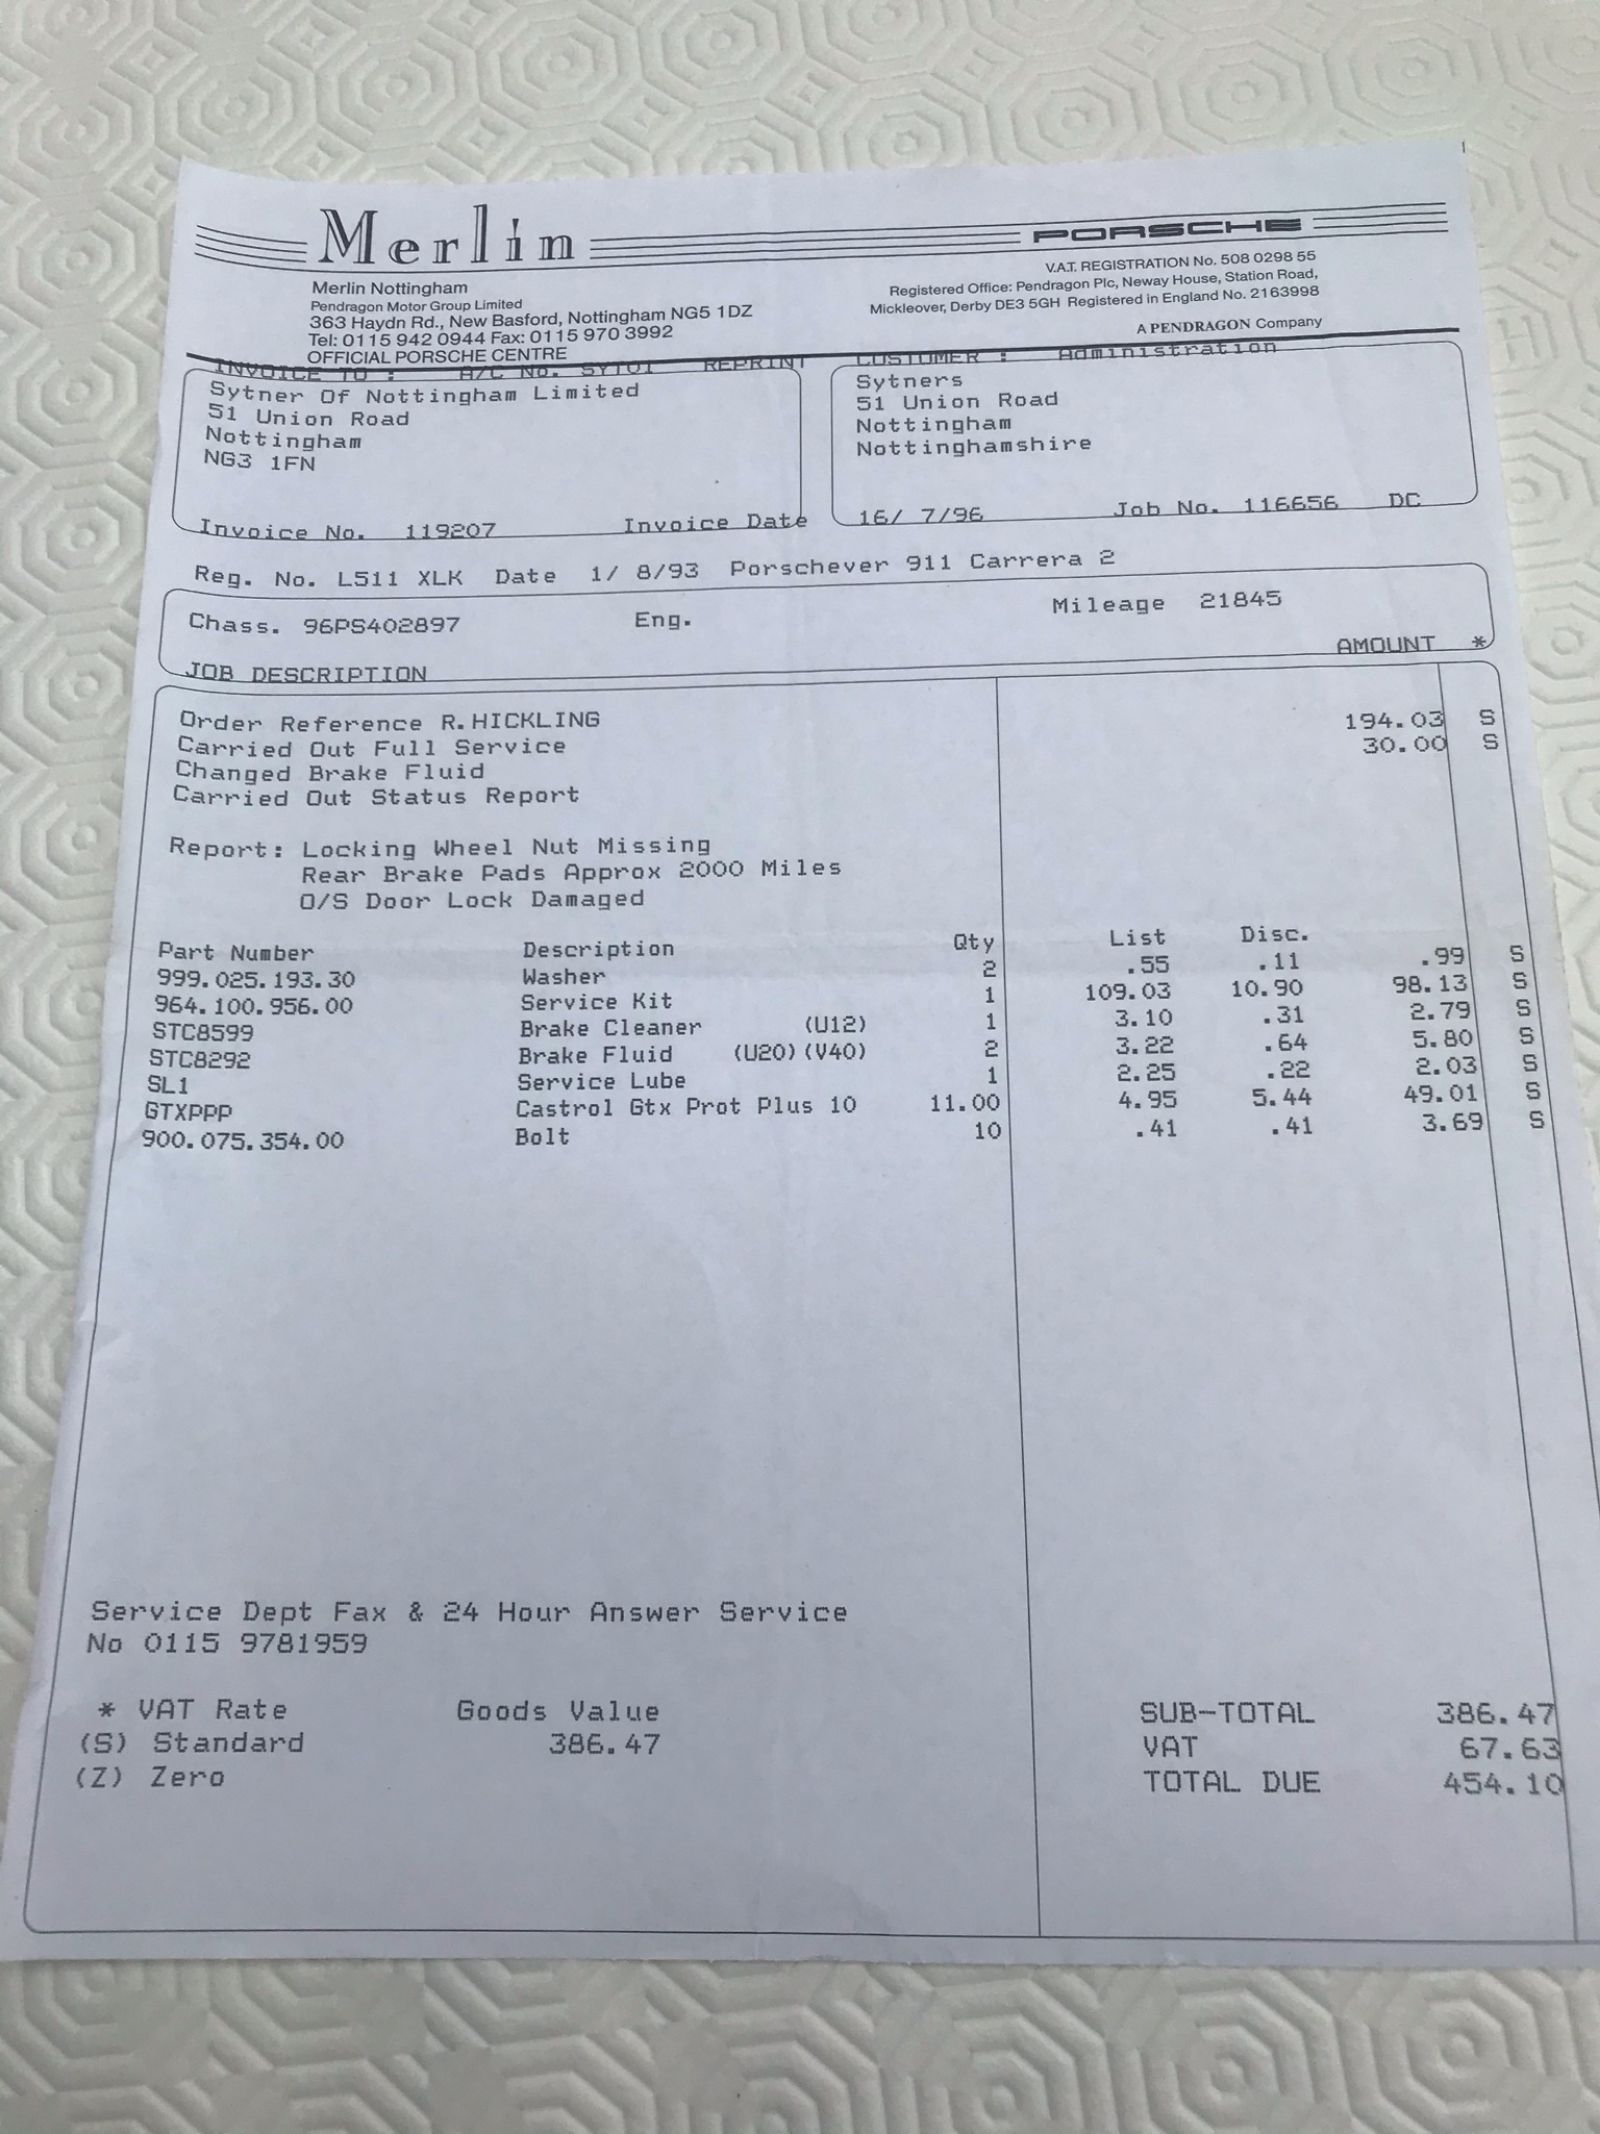 Merlin PORSCHE
Merlin Nottingham
Pendragon Motor Group Limited
363 Haydn Rd., New Basford, Nottingham NG5 1DZ
Tel: 0115 942 0944 Fax: 0115 970 3992
OFFICIAL PORSCHE CENTRE
V.A.T. REGISTRATION No. 508 0298 55
Registered Office: Pendragon Plc, Neway House, Station Road,
Mickleover, Derby DE3 5GH Registered in England No. 2163998
A PENDRAGON Company
INVOICE TO : A/C No. SYT01 REPRINT
Sytner Of Nottingham Limited
51 Union Road
Nottingham
NG3 1FN
CUSTOMER : Administration
Sytners
51 Union Road
Nottingham
Nottinghamshire
Invoice No. 119207 Invoice Date 16/ 7/96 Job No. 116656 DC
Reg. No. L511 XLK Date 1/ 8/93 Porschever 911 Carrera 2
Chass. 96PS402897 Eng. Mileage 21845
JOB DESCRIPTION AMOUNT *
Order Reference R.HICKLING
Carried Out Full Service 194.03 S
Changed Brake Fluid 30.00 S
Carried Out Status Report
Report: Locking Wheel Nut Missing
Rear Brake Pads Approx 2000 Miles
O/S Door Lock Damaged
Part Number Description Qty List Disc.
999.025.193.30 Washer 2 .55 .11 .99 S
964.100.956.00 Service Kit 1 109.03 10.90 98.13 S
STC8599 Brake Cleaner (U12) 1 3.10 .31 2.79 S
STC8292 Brake Fluid (U20)(V40) 2 3.22 .64 5.80 S
SL1 Service Lube 1 2.25 .22 2.03 S
GTXPPP Castrol Gtx Prot Plus 10 11.00 4.95 5.44 49.01 S
900.075.354.00 Bolt 10 .41 .41 3.69 S
Service Dept Fax & 24 Hour Answer Service
No 0115 9781959
* VAT Rate Goods Value SUB-TOTAL 386.47
(S) Standard 386.47 VAT 67.63
(Z) Zero TOTAL DUE 454.10